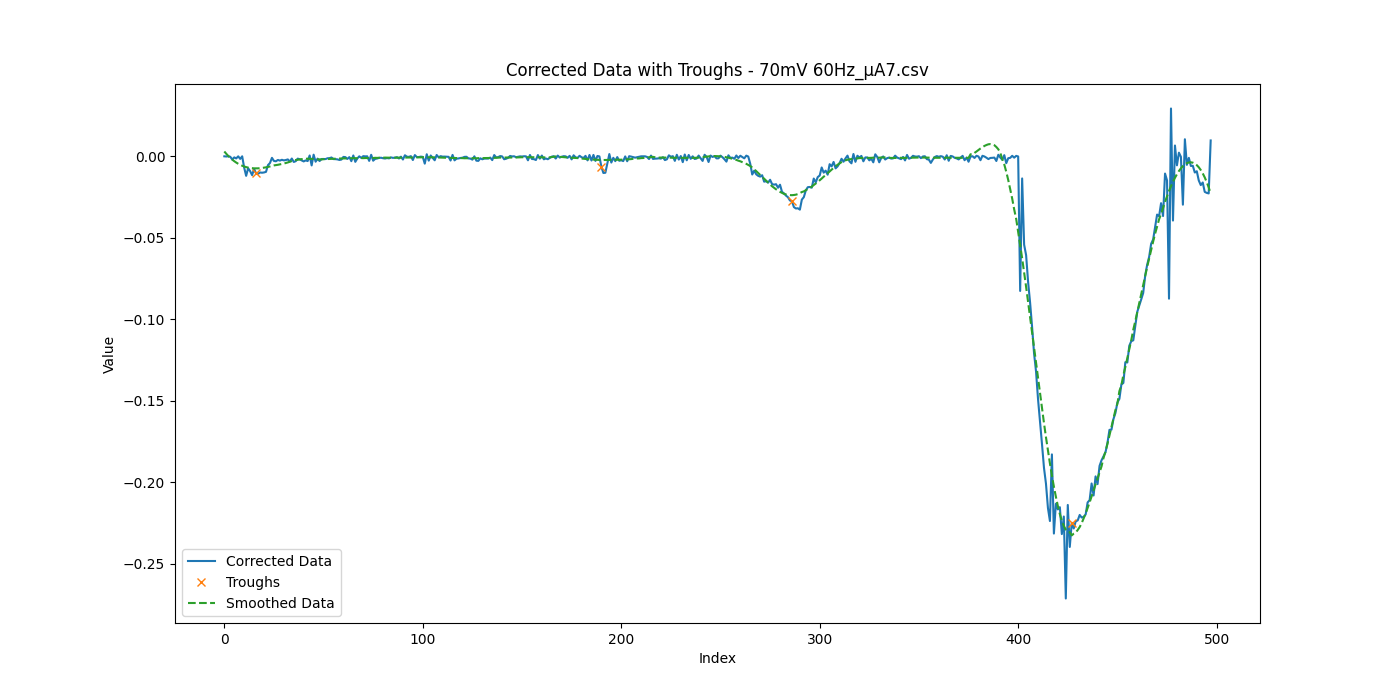 Corrected Data with Troughs - 70mV 60Hz_μA7.csv
Value
0.00
−0.05
−0.10
−0.15
−0.20
−0.25
Corrected Data
Troughs
Smoothed Data
0 100 200 300 400 500
Index